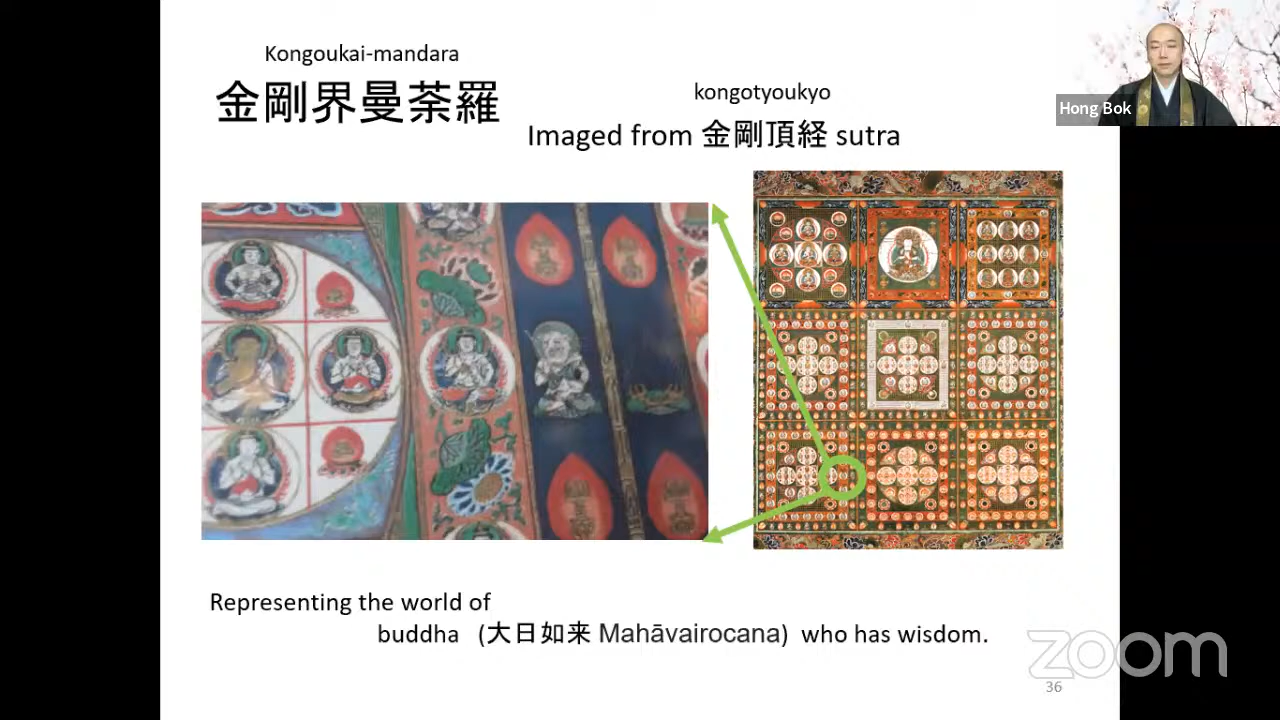 Kongoukai-mandara
金剛界曼荼羅
kongotyoukyo
Imaged from 金剛頂経 sutra
Hong Bok
Representing the world of
buddha (大日如来 Mahāvairocana) who has wisdom.
zoom
36